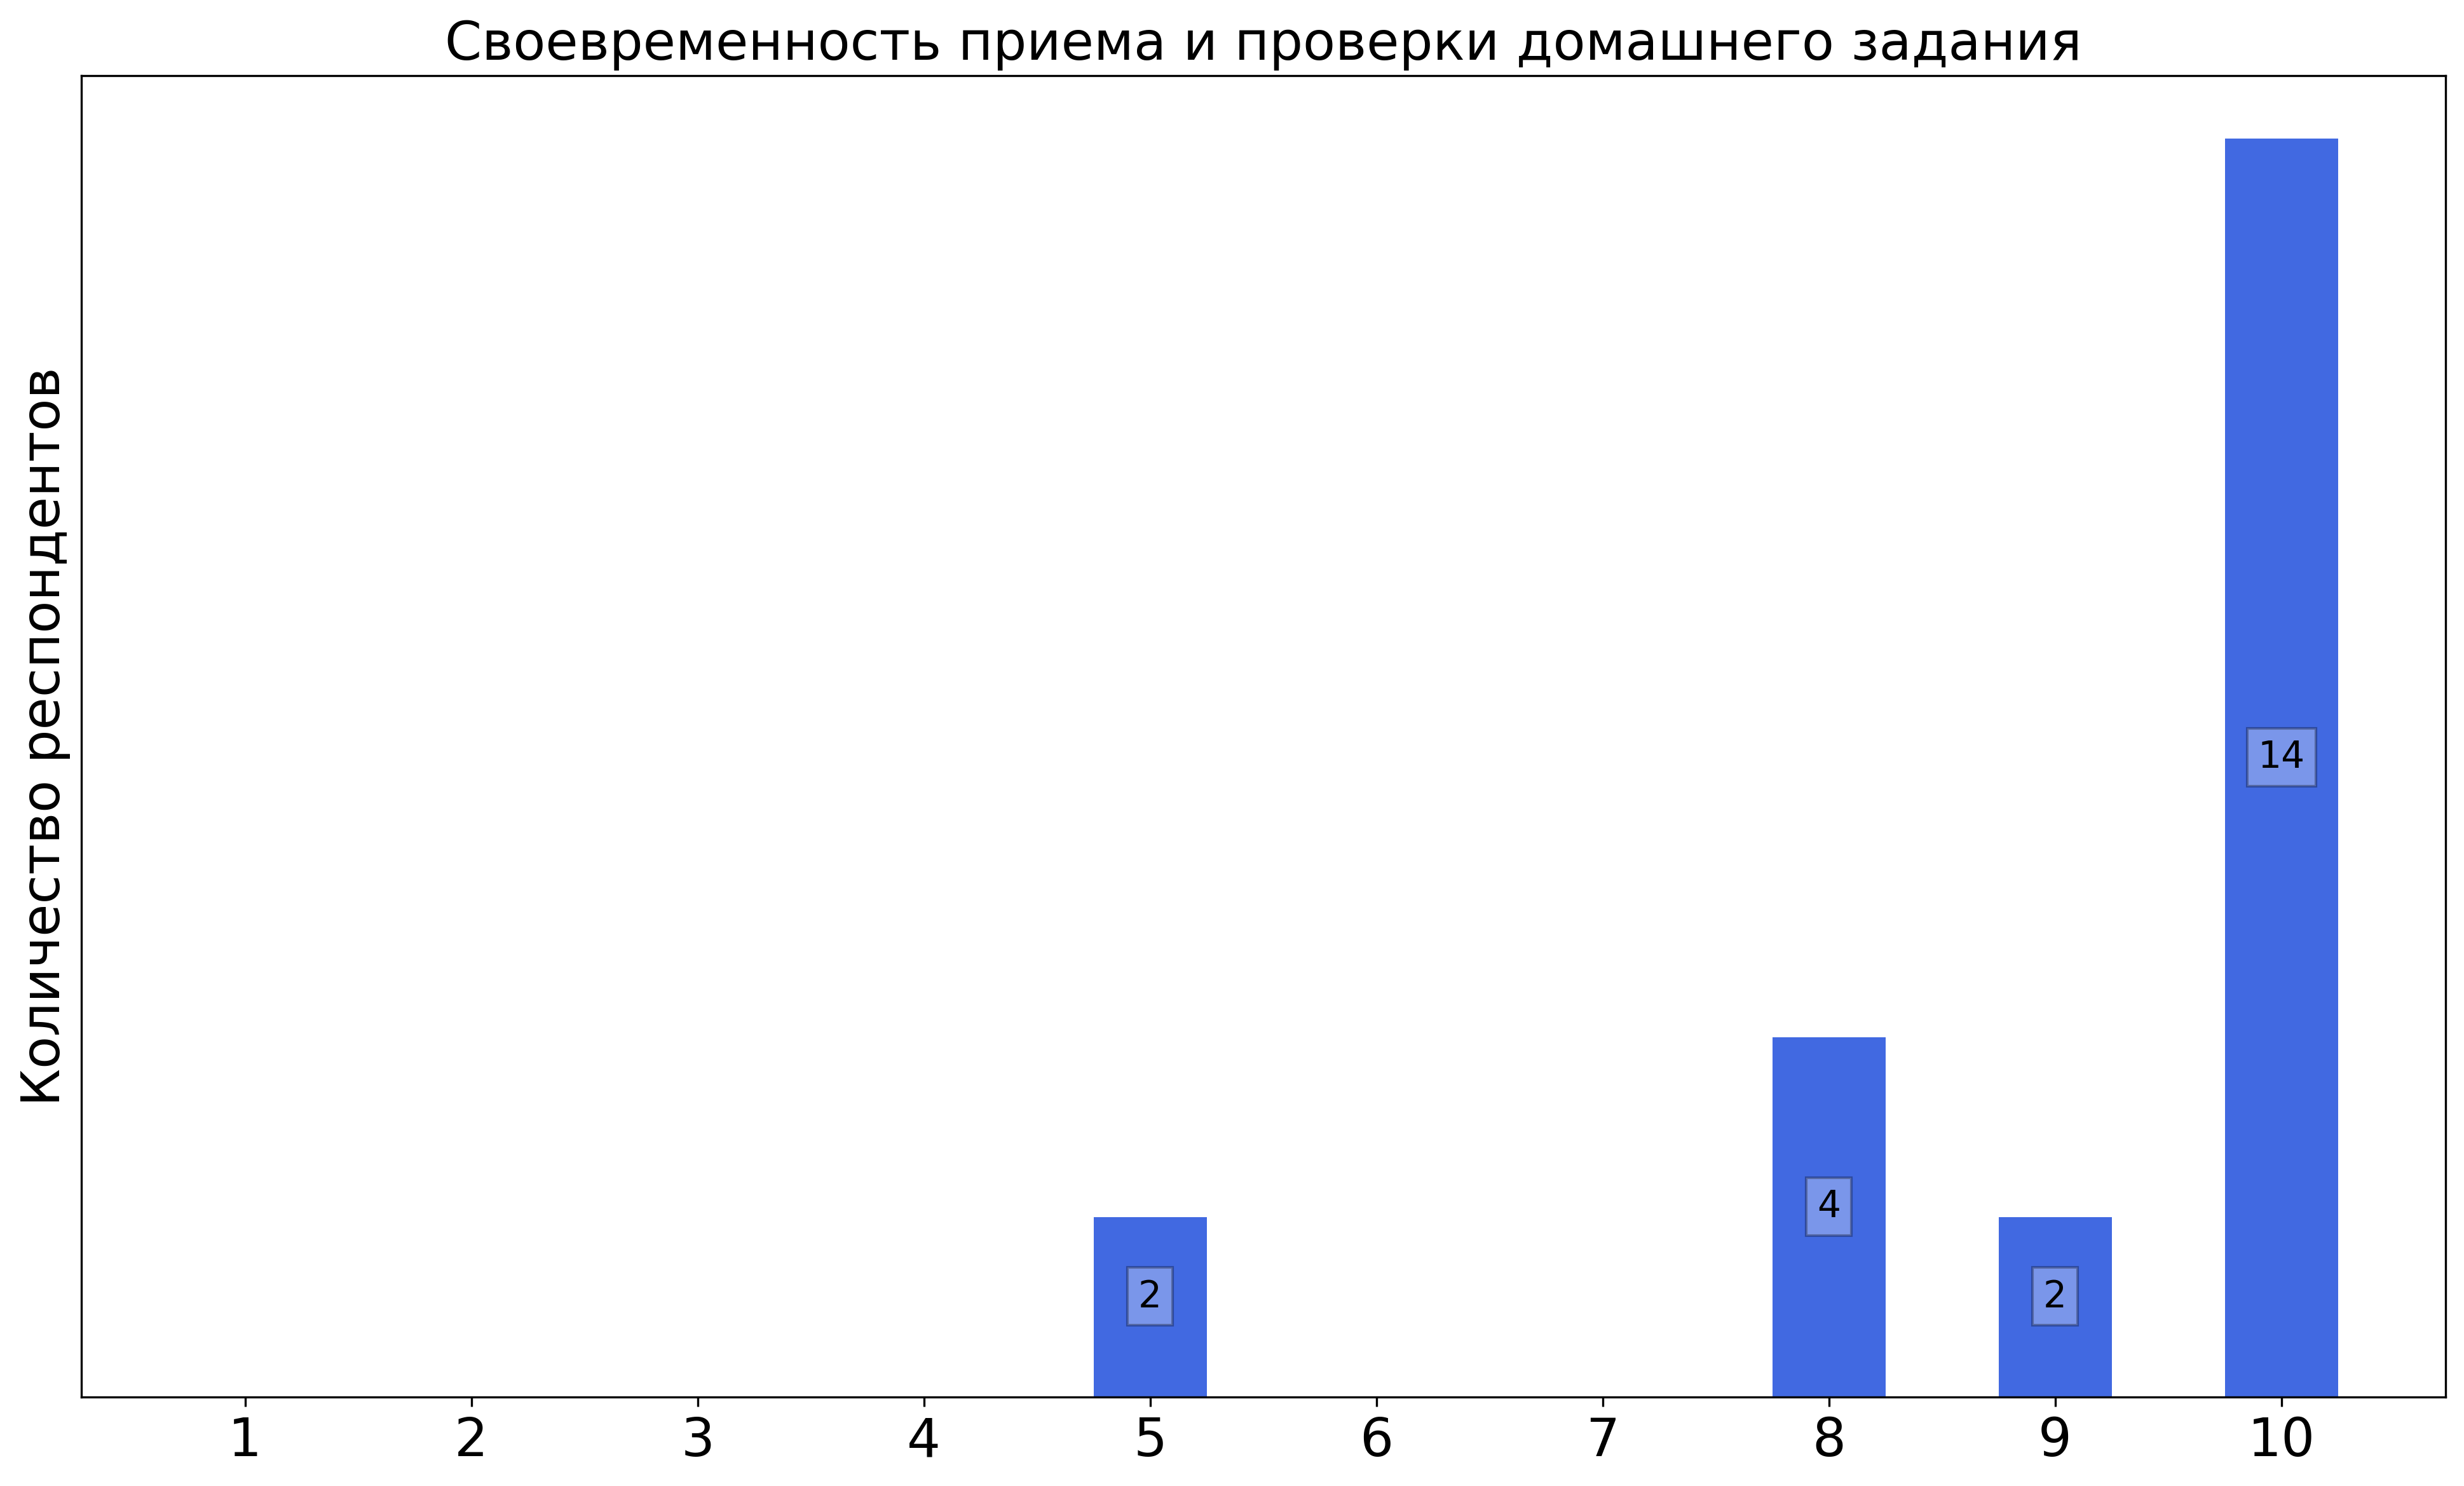 Своевременность приема и проверки домашнего задания
Количество респондентов
14
4
2
2
1 2 3 4 5 6 7 8 9 10